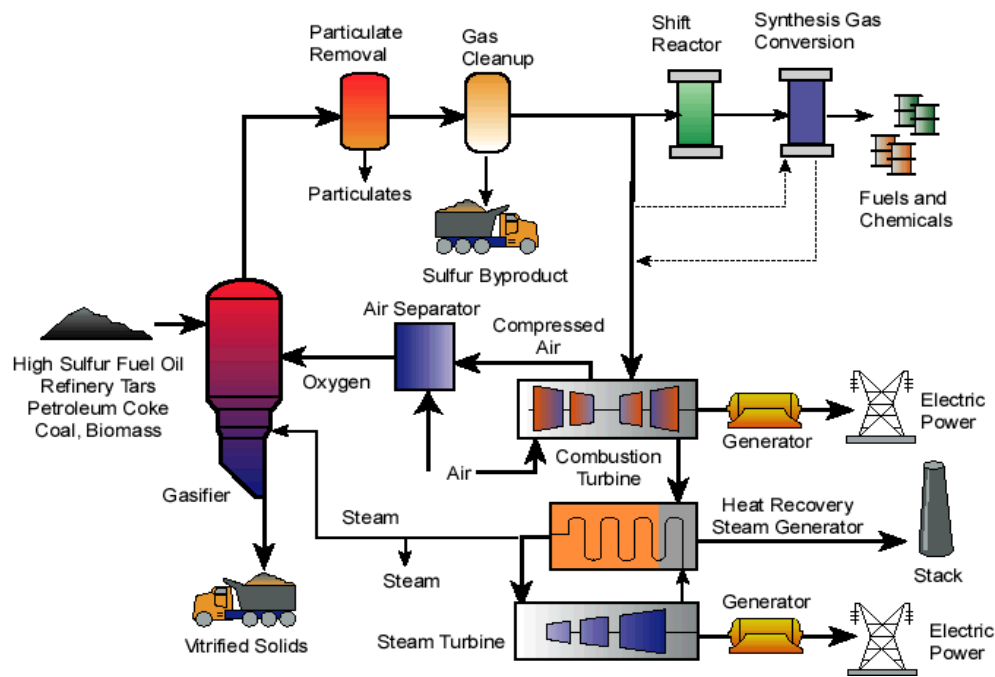 Particulate
Removal
Gas
Cleanup
Shift
Reactor
Synthesis Gas
Conversion
Particulates
Fuels and
Chemicals
Sulfur Byproduct
Air Separator
Compressed
Air
High Sulfur Fuel Oil
Refinery Tars
Petroleum Coke
Coal, Biomass
Oxygen
Electric
Power
Generator
Air
Combustion
Turbine
Gasifier
Heat Recovery
Steam Generator
Steam
Steam
Stack
Generator
Vitrified Solids
Steam Turbine
Electric
Power